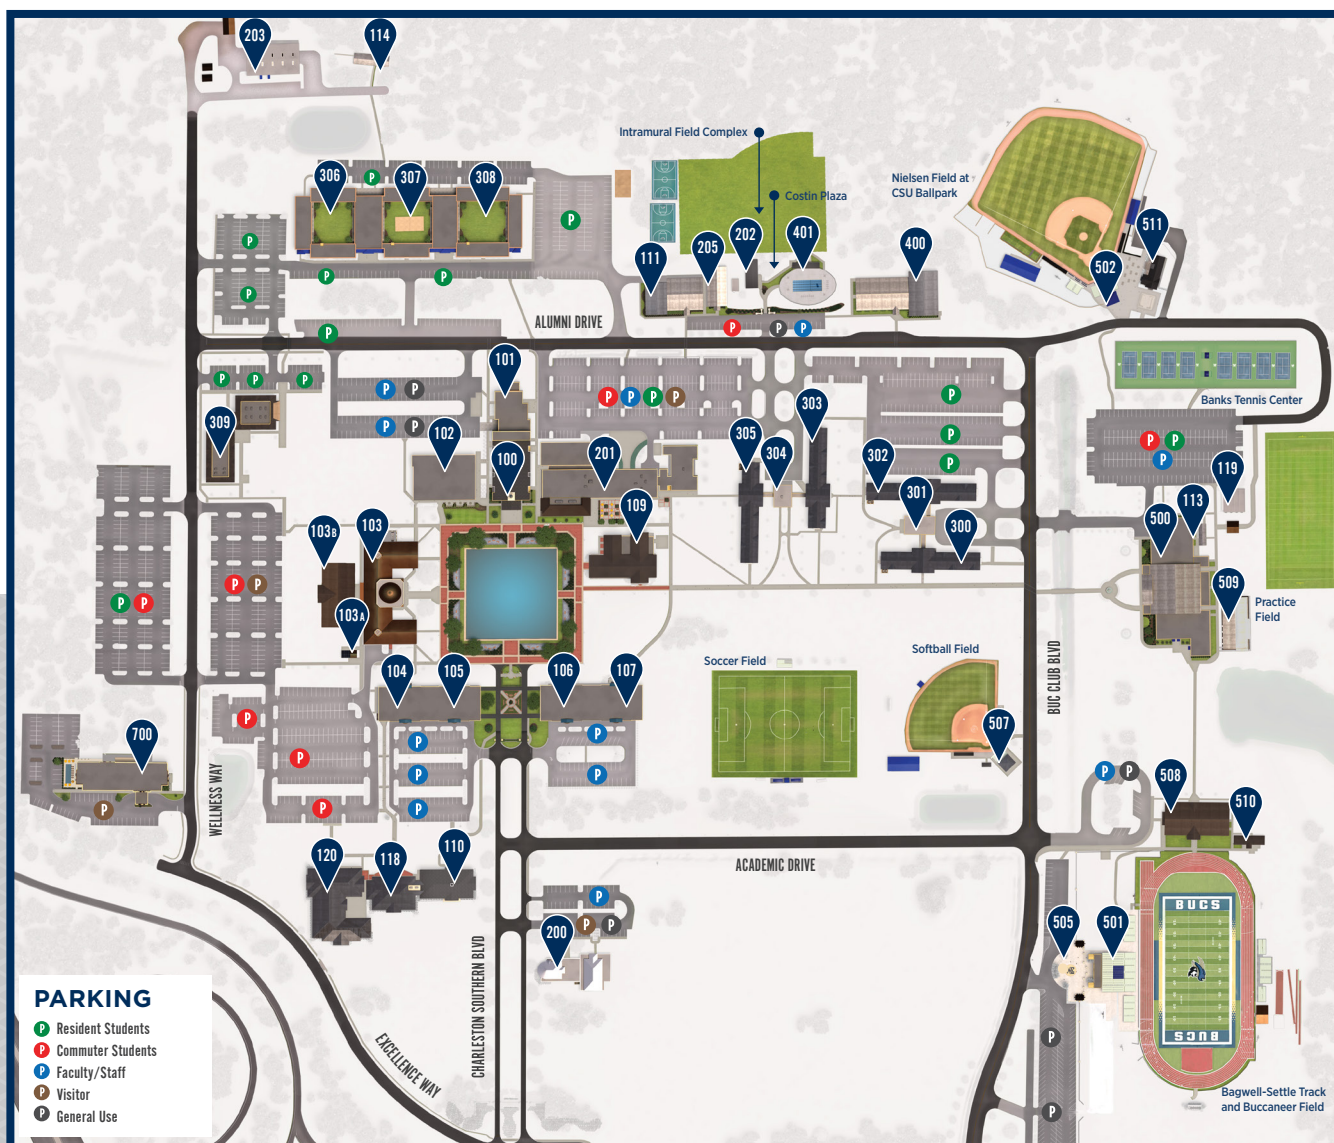 203
114
Intramural Field Complex
Costin Plaza
Nielsen Field at
CSU Ballpark
306
307
308
P
P
P
P
P
P
P
P
111
205
202
401
400
511
502
P
P
P
ALUMNI DRIVE
101
P
P
P
P
P
P
P
P
P
P
P
P
P
P
309
102
100
201
305
304
303
302
301
300
Banks Tennis Center
P
P
P
119
113
500
509
Practice
Field
103B
103
103A
109
P
P
P
P
104
105
106
107
Soccer Field
Softball Field
507
BUC CLUB BLVD
700
P
P
P
P
P
P
P
P
P
WELLNESS WAY
P
P
508
510
120
118
110
ACADEMIC DRIVE
P
P
P
200
505
501
BUCS
BUCS
P
P
CHARLESTON SOUTHERN BLVD
EXCELLENCE WAY
Bagwell-Settle Track
and Buccaneer Field
PARKING
P Resident Students
P Commuter Students
P Faculty/Staff
P Visitor
P General Use